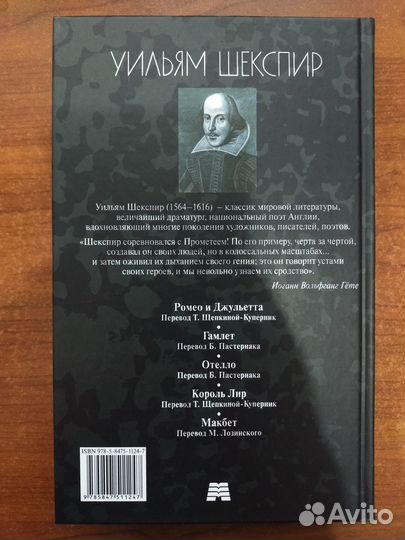 УИЛЬЯМ ШЕКСПИР
Уильям Шекспир (1564–1616) – классик мировой литературы,
величайший драматург, национальный поэт Англии,
вдохновляющий многие поколения художников, писателей, поэтов.
«Шекспир соревновался с Прометеем! По его примеру, черта за чертой,
создавал он своих людей, но в колоссальных масштабах...
и затем оживил их дыханием своего гения; это он говорит устами
своих героев, и мы невольно узнаем их сродство».
Иоганн Вольфганг Гёте
Ромео и Джульетта
Перевод Т. Щепкиной-Куперник
•
Гамлет
Перевод Б. Пастернака
•
Отелло
Перевод Б. Пастернака
•
Король Лир
Перевод Т. Щепкиной-Куперник
•
Макбет
Перевод М. Лозинского
ISBN 978-5-8475-1124-7
9 785847 511247
Avito